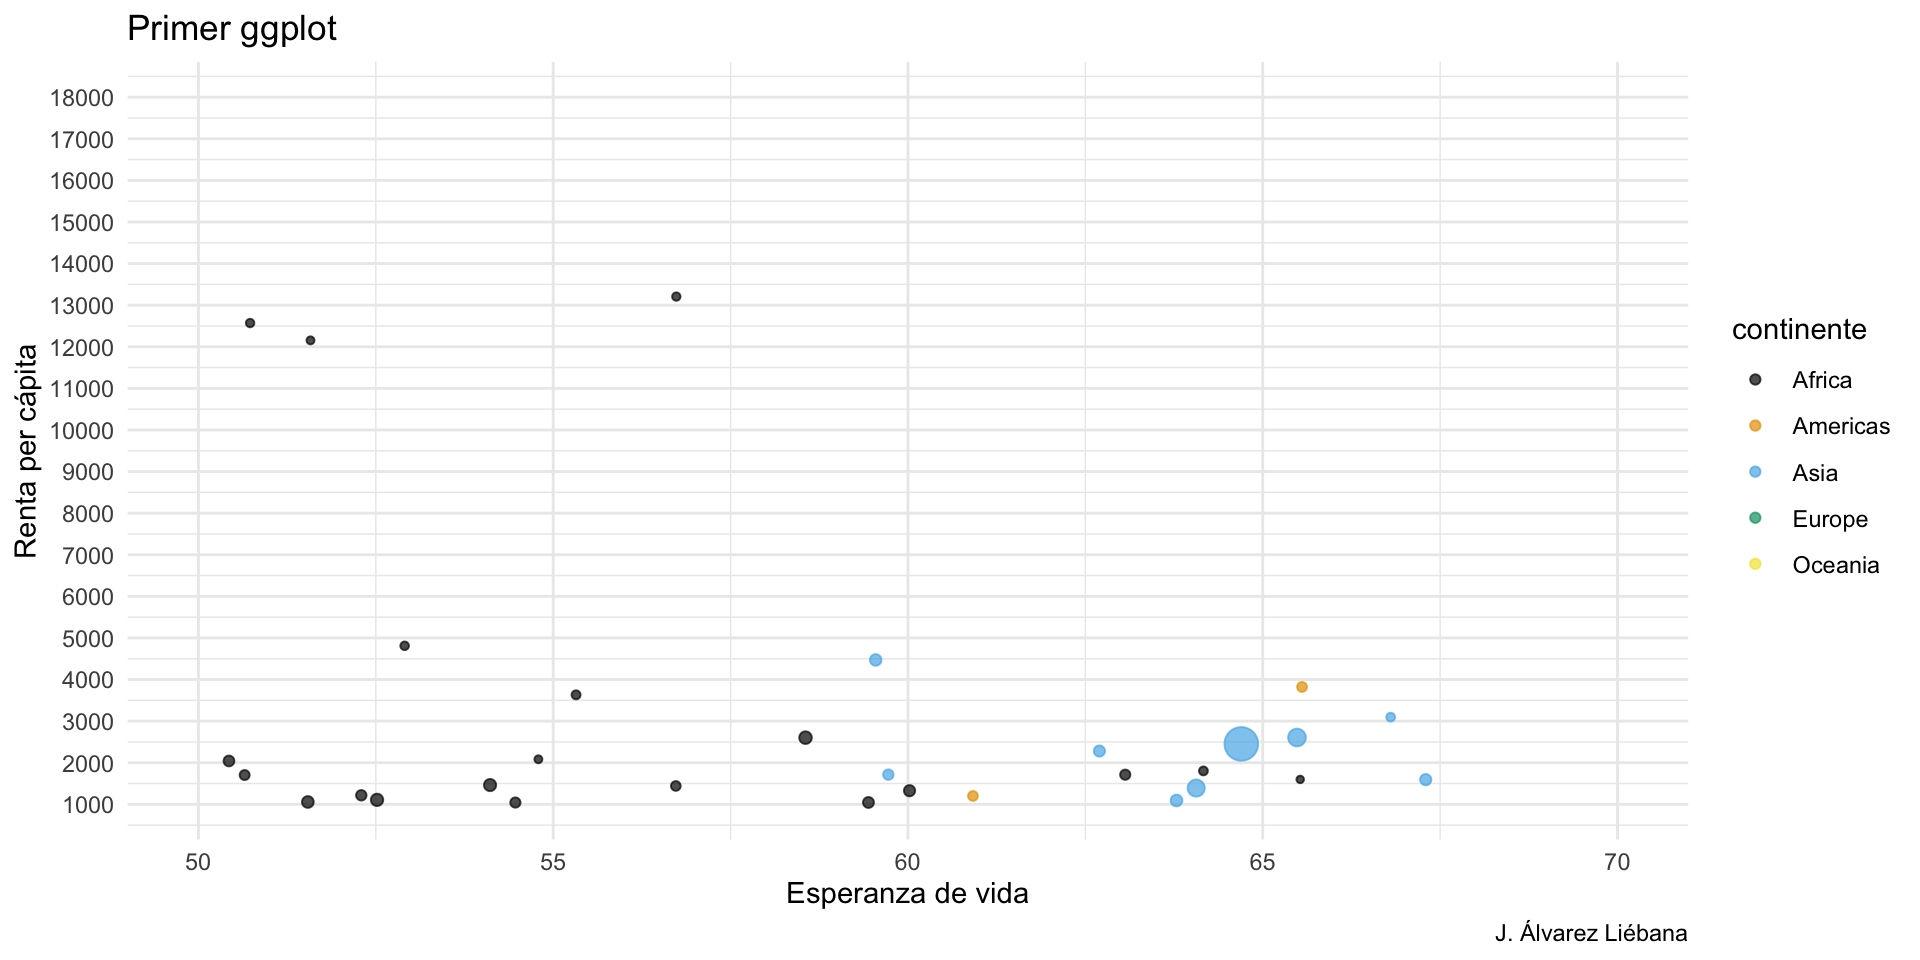 Primer ggplot
18000
17000
16000
15000
14000
13000
12000
11000
10000
9000
8000
7000
6000
5000
4000
3000
2000
1000
Renta per cápita
50 55 60 65 70
Esperanza de vida
continente
Africa
Americas
Asia
Europe
Oceania
J. Álvarez Liébana